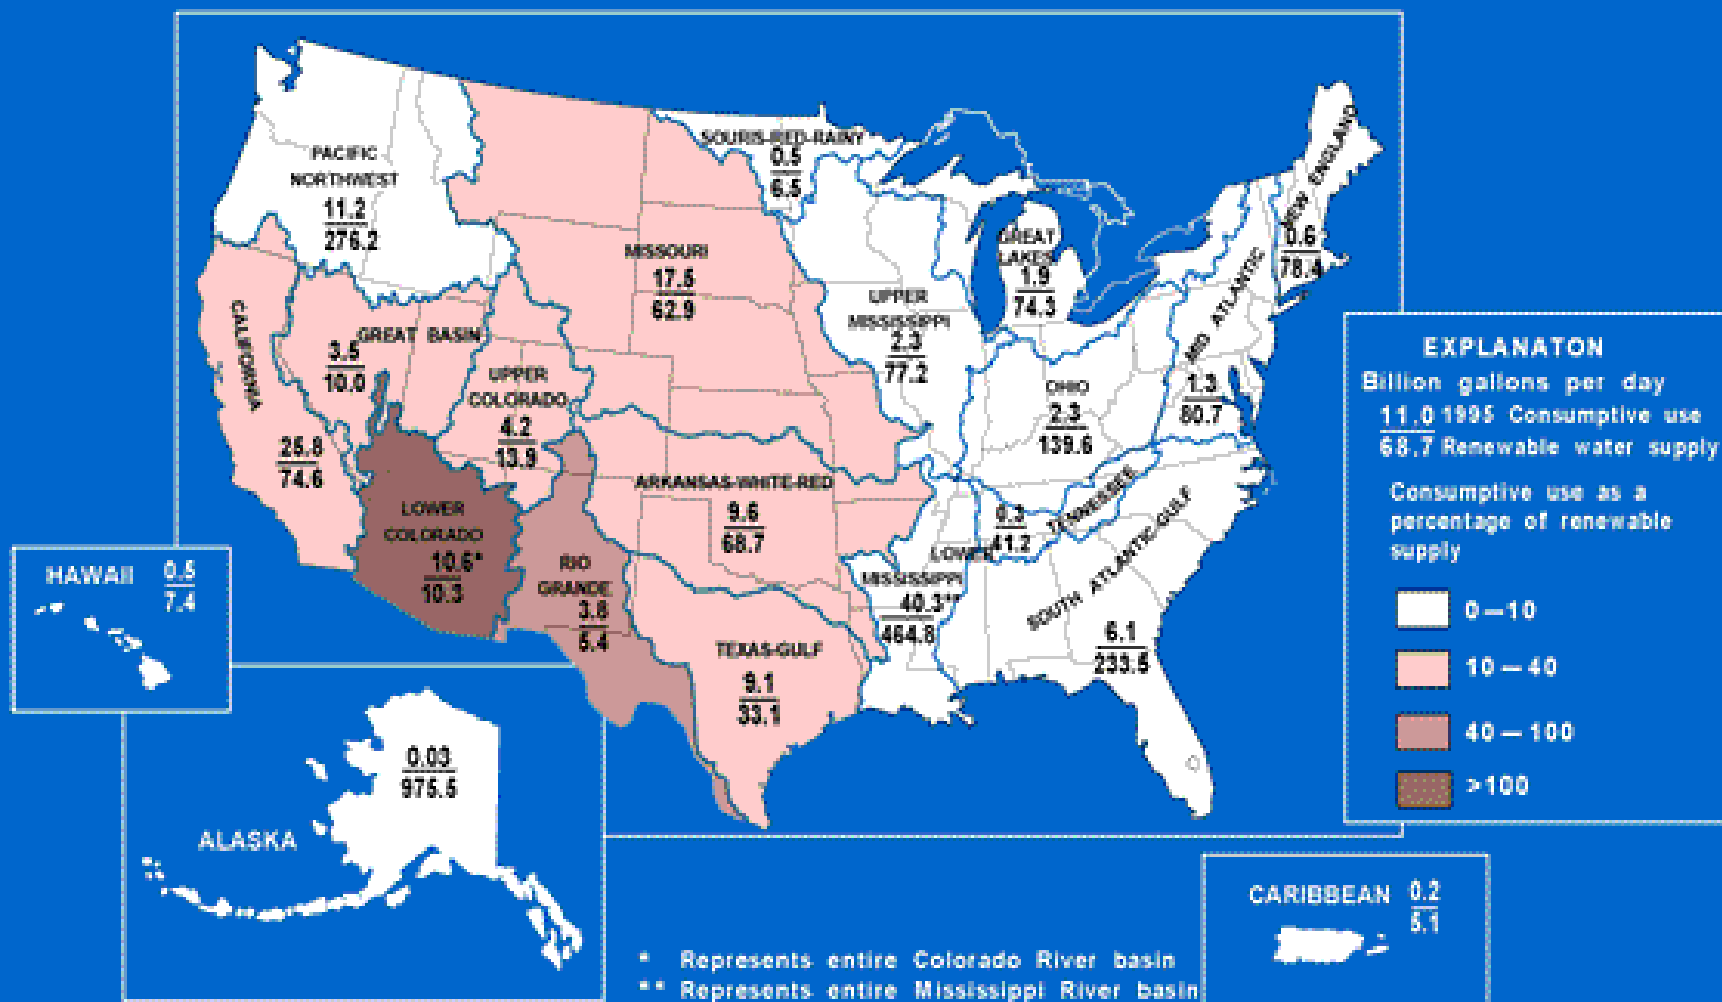 PACIFIC
NORTHWEST
11.2
276.2
SOURIS-RED-RAINY
0.5
6.5
NEW ENGLAND
0.6
78.4
MISSOURI
17.5
62.9
GREAT
LAKES
1.9
74.3
UPPER
MISSISSIPPI
2.3
77.2
MID ATLANTIC
1.3
80.7
CALIFORNIA
25.8
74.6
GREAT BASIN
3.5
10.0
UPPER
COLORADO
4.2
13.9
OHIO
2.3
139.6
ARKANSAS-WHITE-RED
9.6
68.7
TENNESSEE
0.3
41.2
LOWER
COLORADO
10.6*
10.3
RIO
GRANDE
3.8
5.4
LOWER
MISSISSIPPI
40.3**
464.8
SOUTH ATLANTIC-GULF
6.1
233.5
TEXAS-GULF
9.1
33.1
HAWAII
0.5
7.4
ALASKA
0.03
975.5
CARIBBEAN
0.2
5.1
EXPLANATON
Billion gallons per day
11.0 1995 Consumptive use
68.7 Renewable water supply
Consumptive use as a
percentage of renewable
supply
0–10
10–40
40–100
>100
* Represents entire Colorado River basin
** Represents entire Mississippi River basin